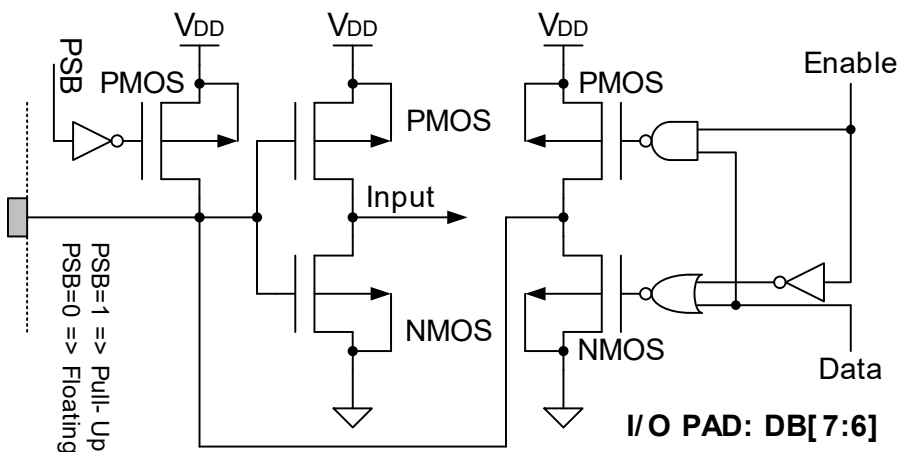 VDD
VDD
VDD
PSB
PMOS
PMOS
PMOS
Enable
Input
PSB=1 => Pull- Up
PSB=0 => Floating
NMOS
NMOS
Data
I/O PAD: DB[7:6]